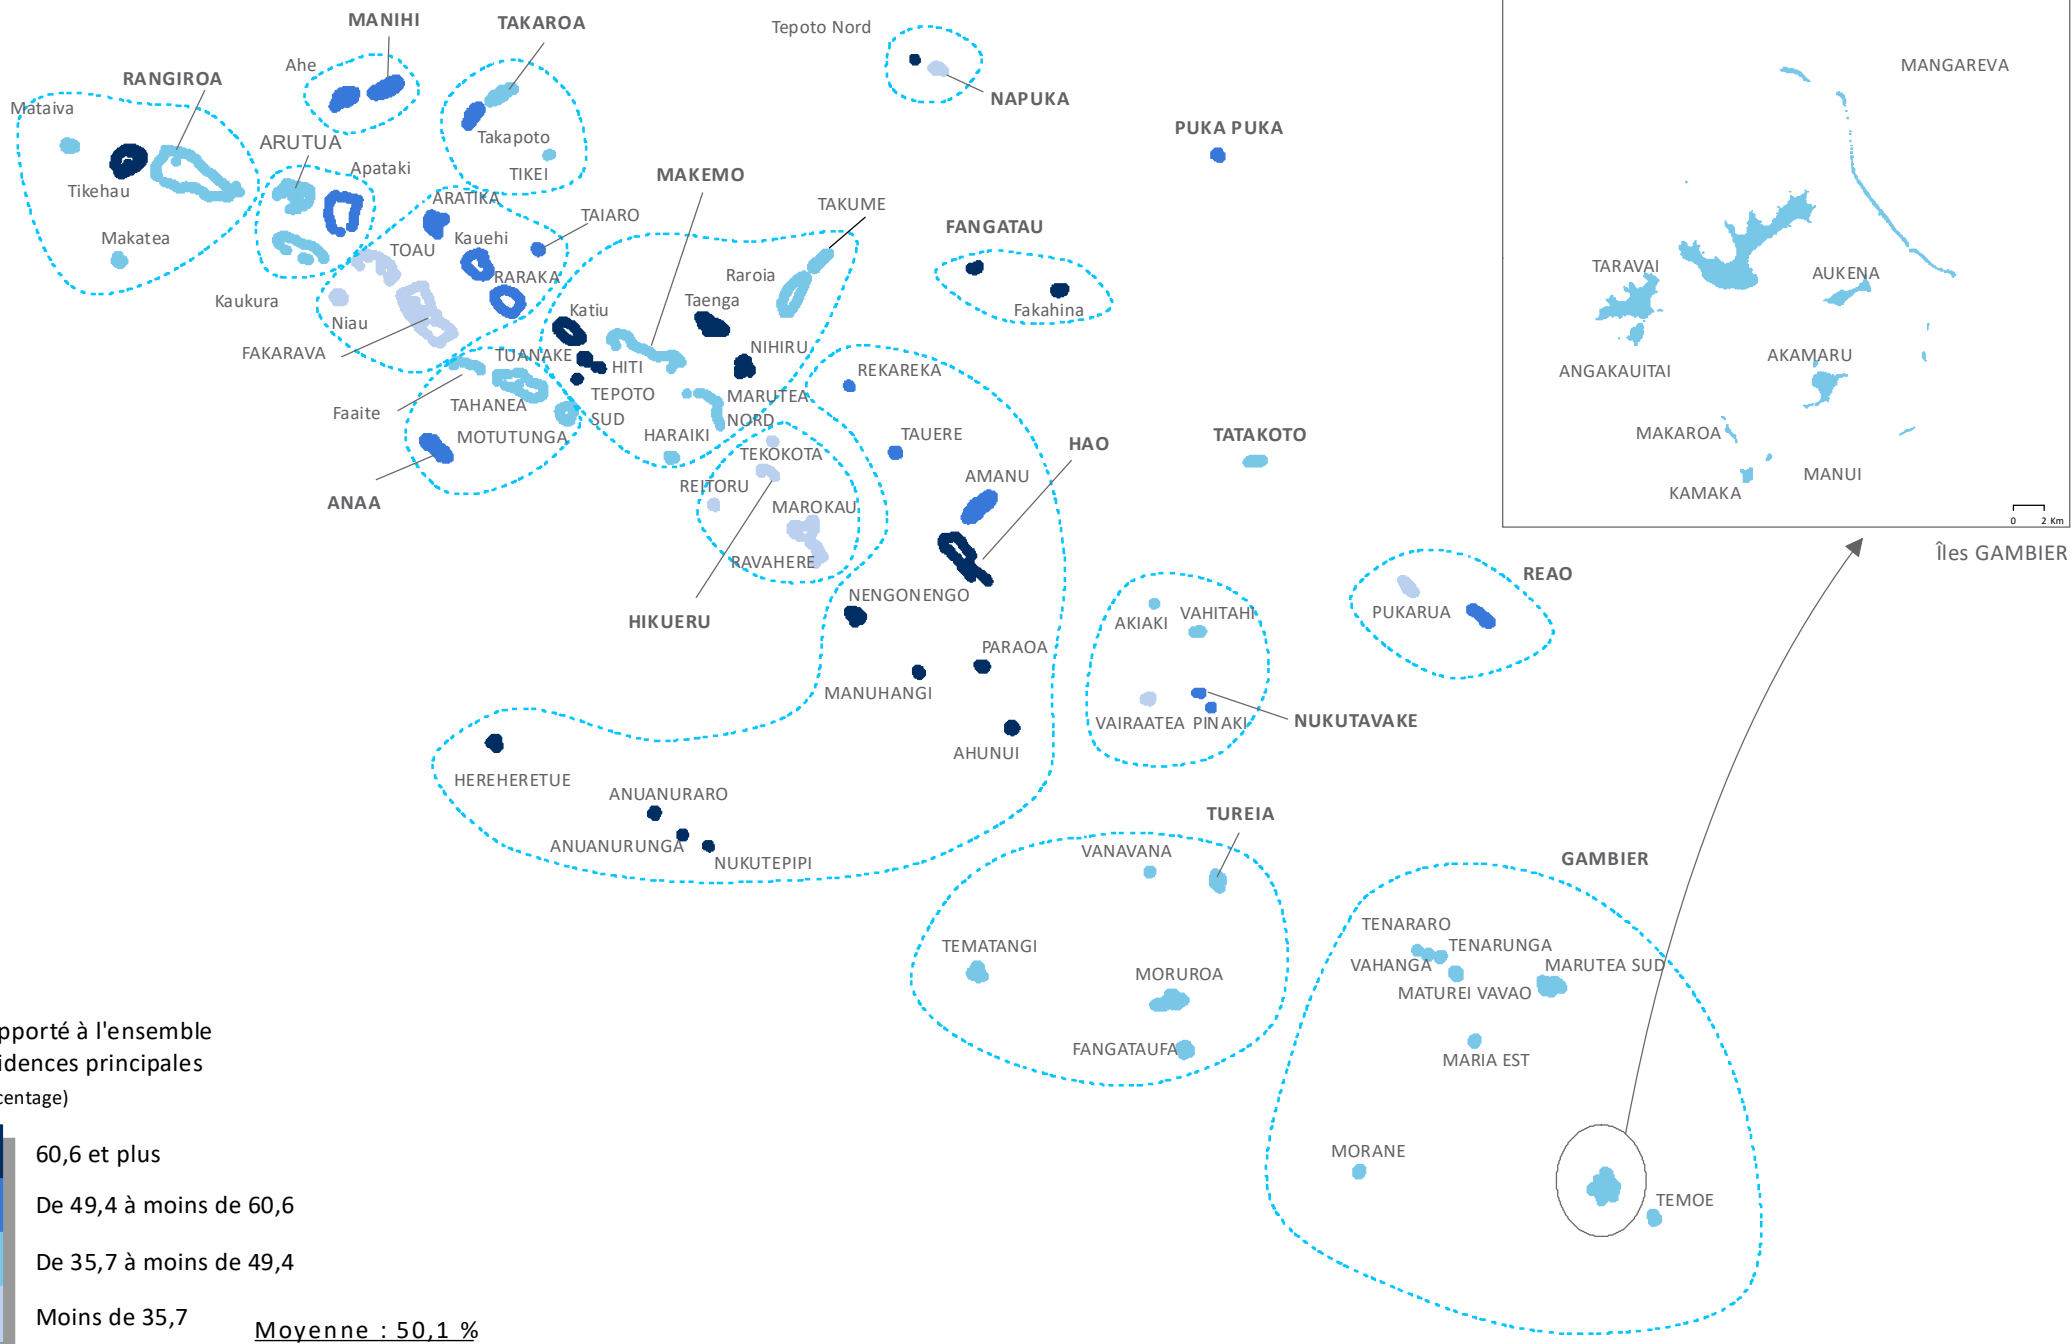 MANIHI
TAKAROA
Tepoto Nord
MANGAREVA
Ahe
RANGIROA
NAPUKA
Mataiva
PUKA PUKA
ARUTUA
Takapoto
Apataki
TIKEI
MAKEMO
Tikehau
ARATIKA
TAIARO
TAKUME
FANGATAU
Makatea
Kauehi
TOAU
RARAKA
Raroia
TARAVAI
AUKENA
Kaukura
Niau
Katiu
Taenga
Fakahina
FAKARAVA
TUANAKE
HITI
NIHIRU
REKAREKA
AKAMARU
ANGAKAUITAI
Faaite
TAHANEA
TEPOTO
SUD
MARUTEA
NORD
MOTUTUNGA
HARAIKI
TAUERE
HAO
TATAKOTO
MAKAROA
TEKOKOTA
ANAA
REITORU
AMANU
MANUI
KAMAKA
MAROKAU
0 2 Km
RAVAHERE
Îles GAMBIER
REAO
NENGONENGO
HIKUERU
AKIAKI
VAHITAHI
PUKARUA
PARAOA
MANUHANGI
VAIRAATEA
PINAKI
NUKUTAVAKE
AHUNUI
HEREHERETUE
ANUANURARO
TUREIA
ANUANURUNGA
NUKUTEPIPI
VANAVANA
GAMBIER
TENARARO
TEMATANGI
TENARUNGA
VAHANGA
MARUTEA SUD
MORUROA
MATUREI VAVAO
FANGATAUFA
MARIA EST
MORANE
TEMOE
pporté à l'ensemble
idences principales
centage)
60,6 et plus
De 49,4 à moins de 60,6
De 35,7 à moins de 49,4
Moins de 35,7
Moyenne : 50,1 %